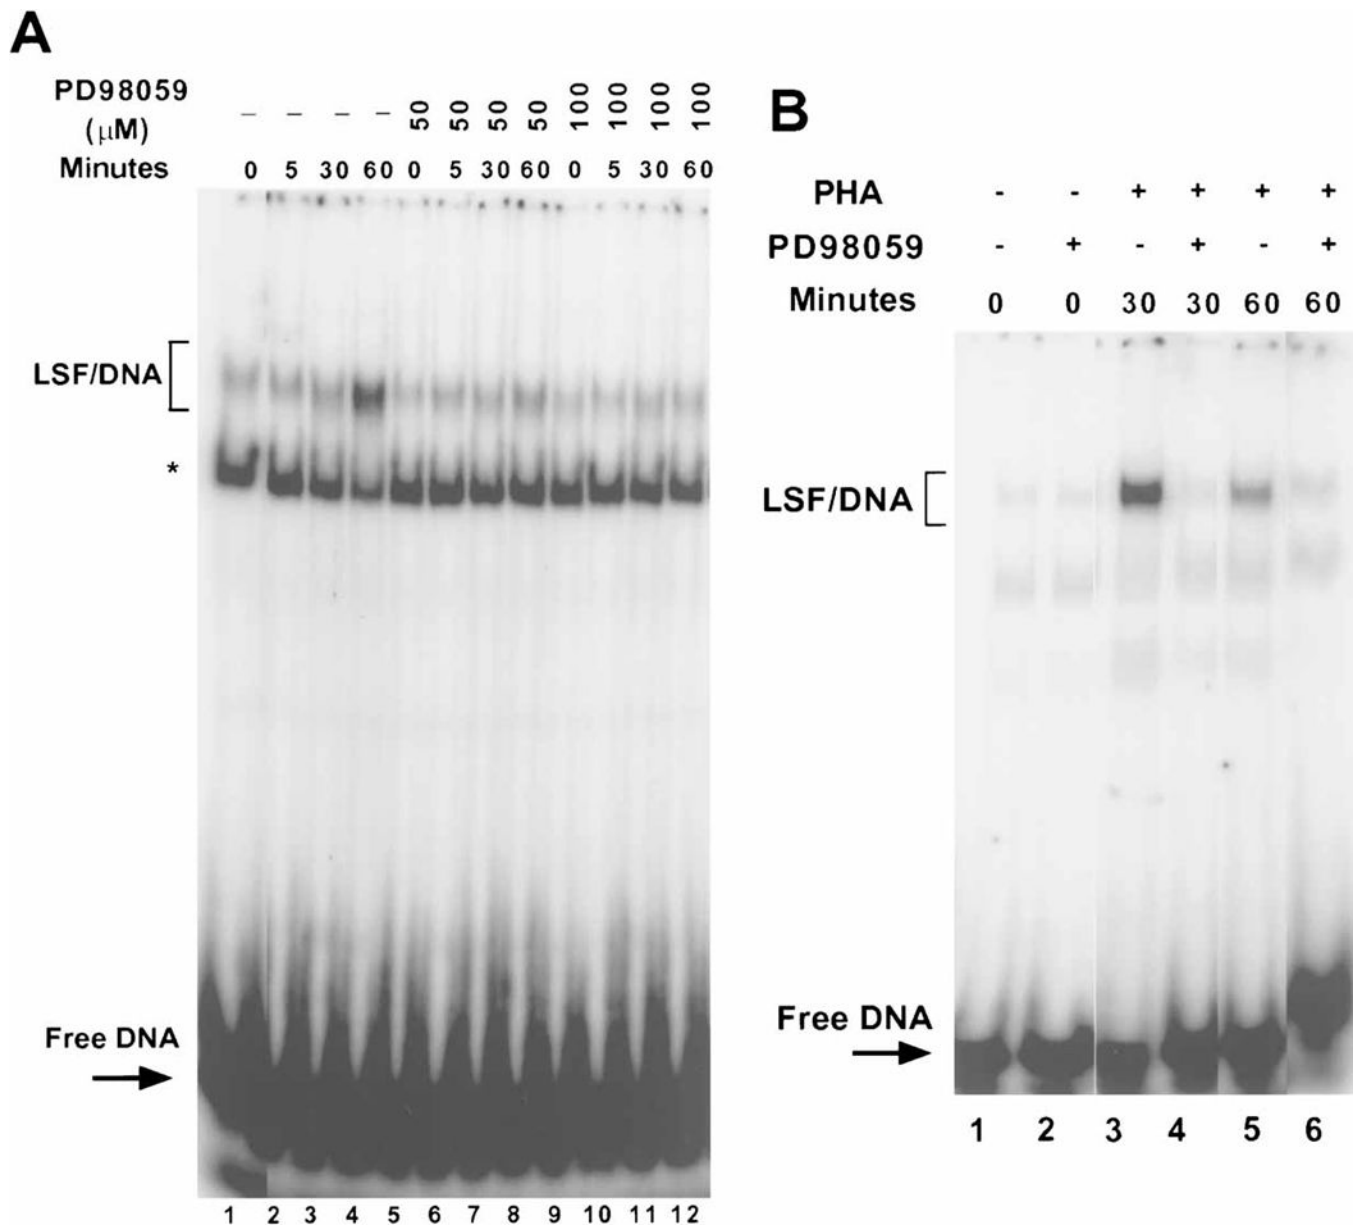 A
PD98059
(μM)
– – – – 50 50 50 50 100 100 100 100
Minutes 0 5 30 60 0 5 30 60 0 5 30 60
LSF/DNA
*
Free DNA
1 2 3 4 5 6 7 8 9 10 11 12
B
PHA - - + + + +
PD98059 - + - + - +
Minutes 0 0 30 30 60 60
LSF/DNA
Free DNA
1 2 3 4 5 6